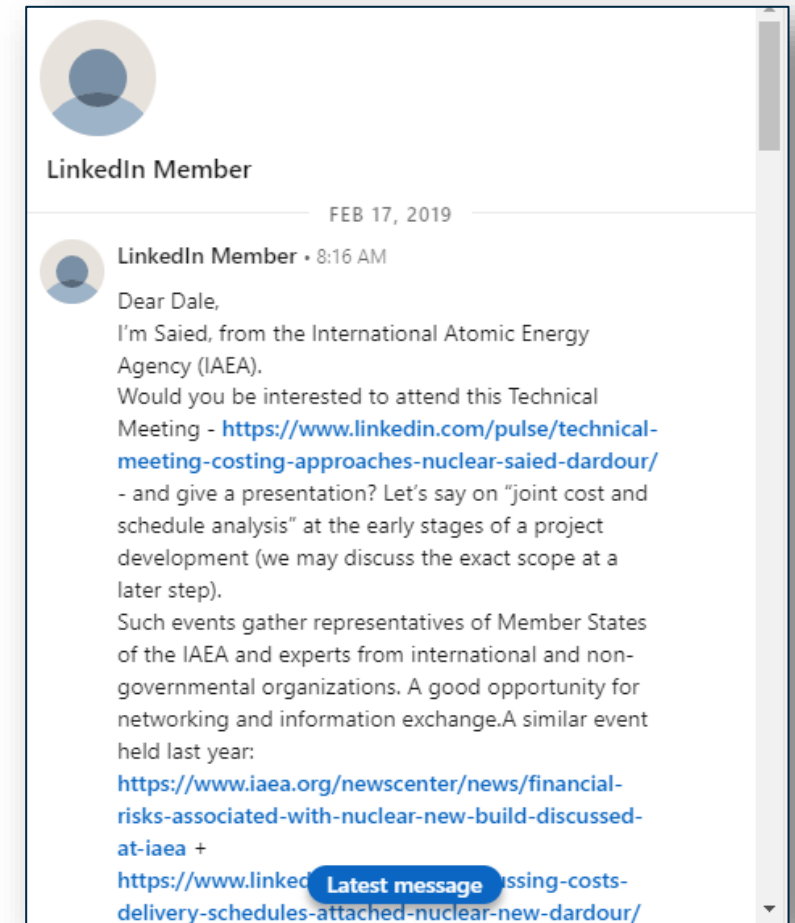 LinkedIn Member
FEB 17, 2019
LinkedIn Member • 8:16 AM
Dear Dale,
I'm Saied, from the International Atomic Energy
Agency (IAEA).
Would you be interested to attend this Technical
Meeting - https://www.linkedin.com/pulse/technical-
meeting-costing-approaches-nuclear-saied-dardour/
- and give a presentation? Let's say on “joint cost and
schedule analysis” at the early stages of a project
development (we may discuss the exact scope at a
later step).
Such events gather representatives of Member States
of the IAEA and experts from international and non-
governmental organizations. A good opportunity for
networking and information exchange.A similar event
held last year:
https://www.iaea.org/newscenter/news/financial-
risks-associated-with-nuclear-new-build-discussed-
at-iaea +
https://www.linked
Latest message
ussing-costs-
delivery-schedules-attached-nuclear-new-dardour/